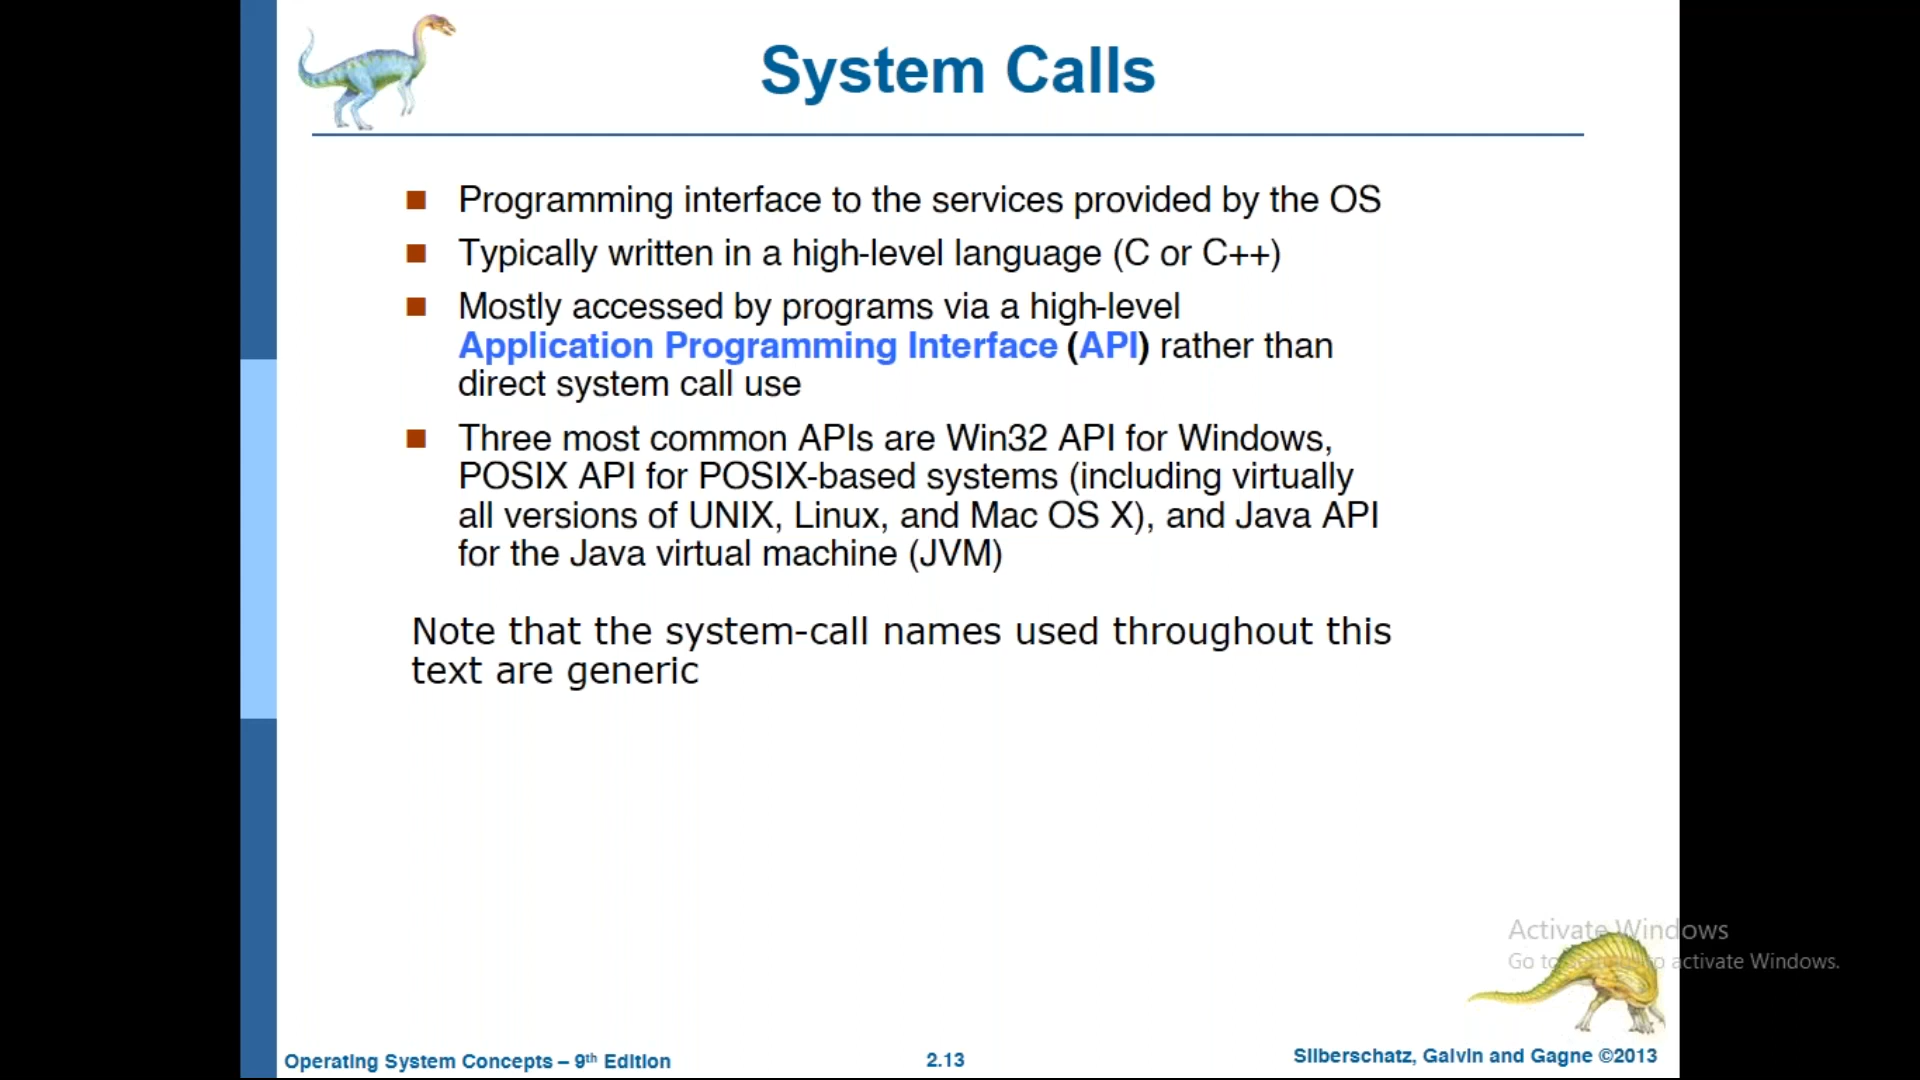 System Calls
Programming interface to the services provided by the OS
Typically written in a high-level language (C or C++)
Mostly accessed by programs via a high-level
Application Programming Interface (API) rather than
direct system call use
Three most common APIs are Win32 API for Windows,
POSIX API for POSIX-based systems (including virtually
all versions of UNIX, Linux, and Mac OS X), and Java API
for the Java virtual machine (JVM)
Note that the system-call names used throughout this
text are generic
Activate Windows
Go to activate Windows.
Operating System Concepts – 9th Edition
2.13
Silberschatz, Galvin and Gagne ©2013